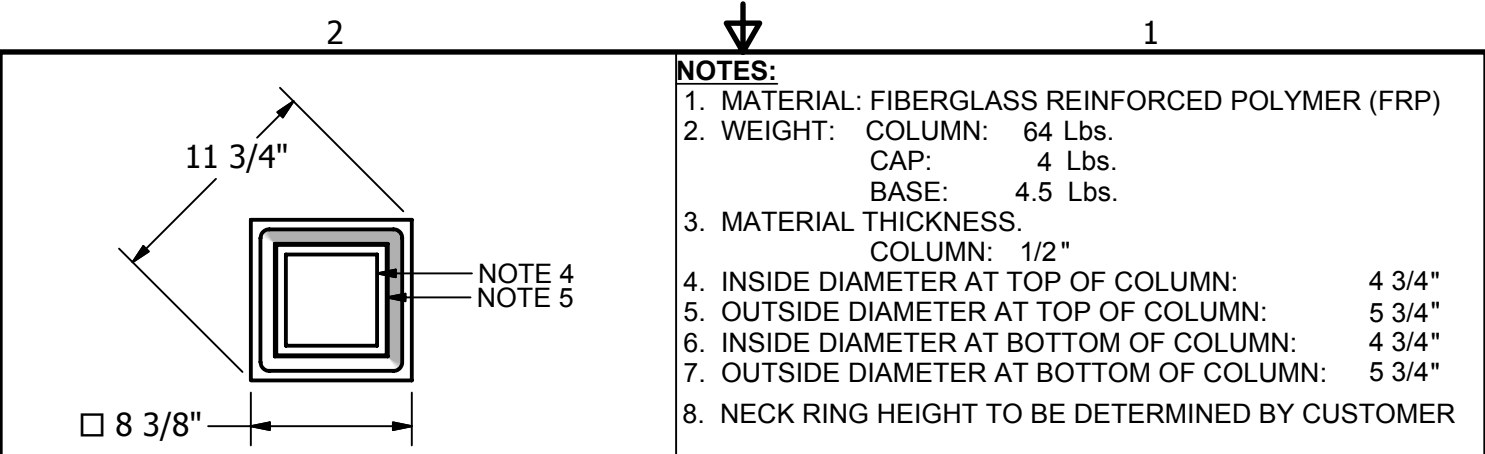 2
1
11 3/4"
NOTE 4
NOTE 5
□ 8 3/8"
NOTES:
1. MATERIAL: FIBERGLASS REINFORCED POLYMER (FRP)
2. WEIGHT: COLUMN: 64 Lbs.
CAP: 4 Lbs.
BASE: 4.5 Lbs.
3. MATERIAL THICKNESS.
COLUMN: 1/2"
4. INSIDE DIAMETER AT TOP OF COLUMN: 4 3/4"
5. OUTSIDE DIAMETER AT TOP OF COLUMN: 5 3/4"
6. INSIDE DIAMETER AT BOTTOM OF COLUMN: 4 3/4"
7. OUTSIDE DIAMETER AT BOTTOM OF COLUMN: 5 3/4"
8. NECK RING HEIGHT TO BE DETERMINED BY CUSTOMER